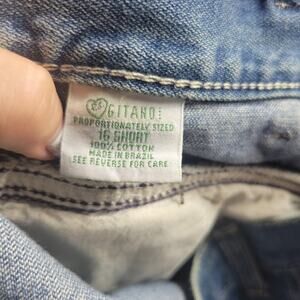 GITANO
PROPORTIONATELY SIZED
16 SHORT
100% COTTON
MADE IN BRAZIL
SEE REVERSE FOR CARE